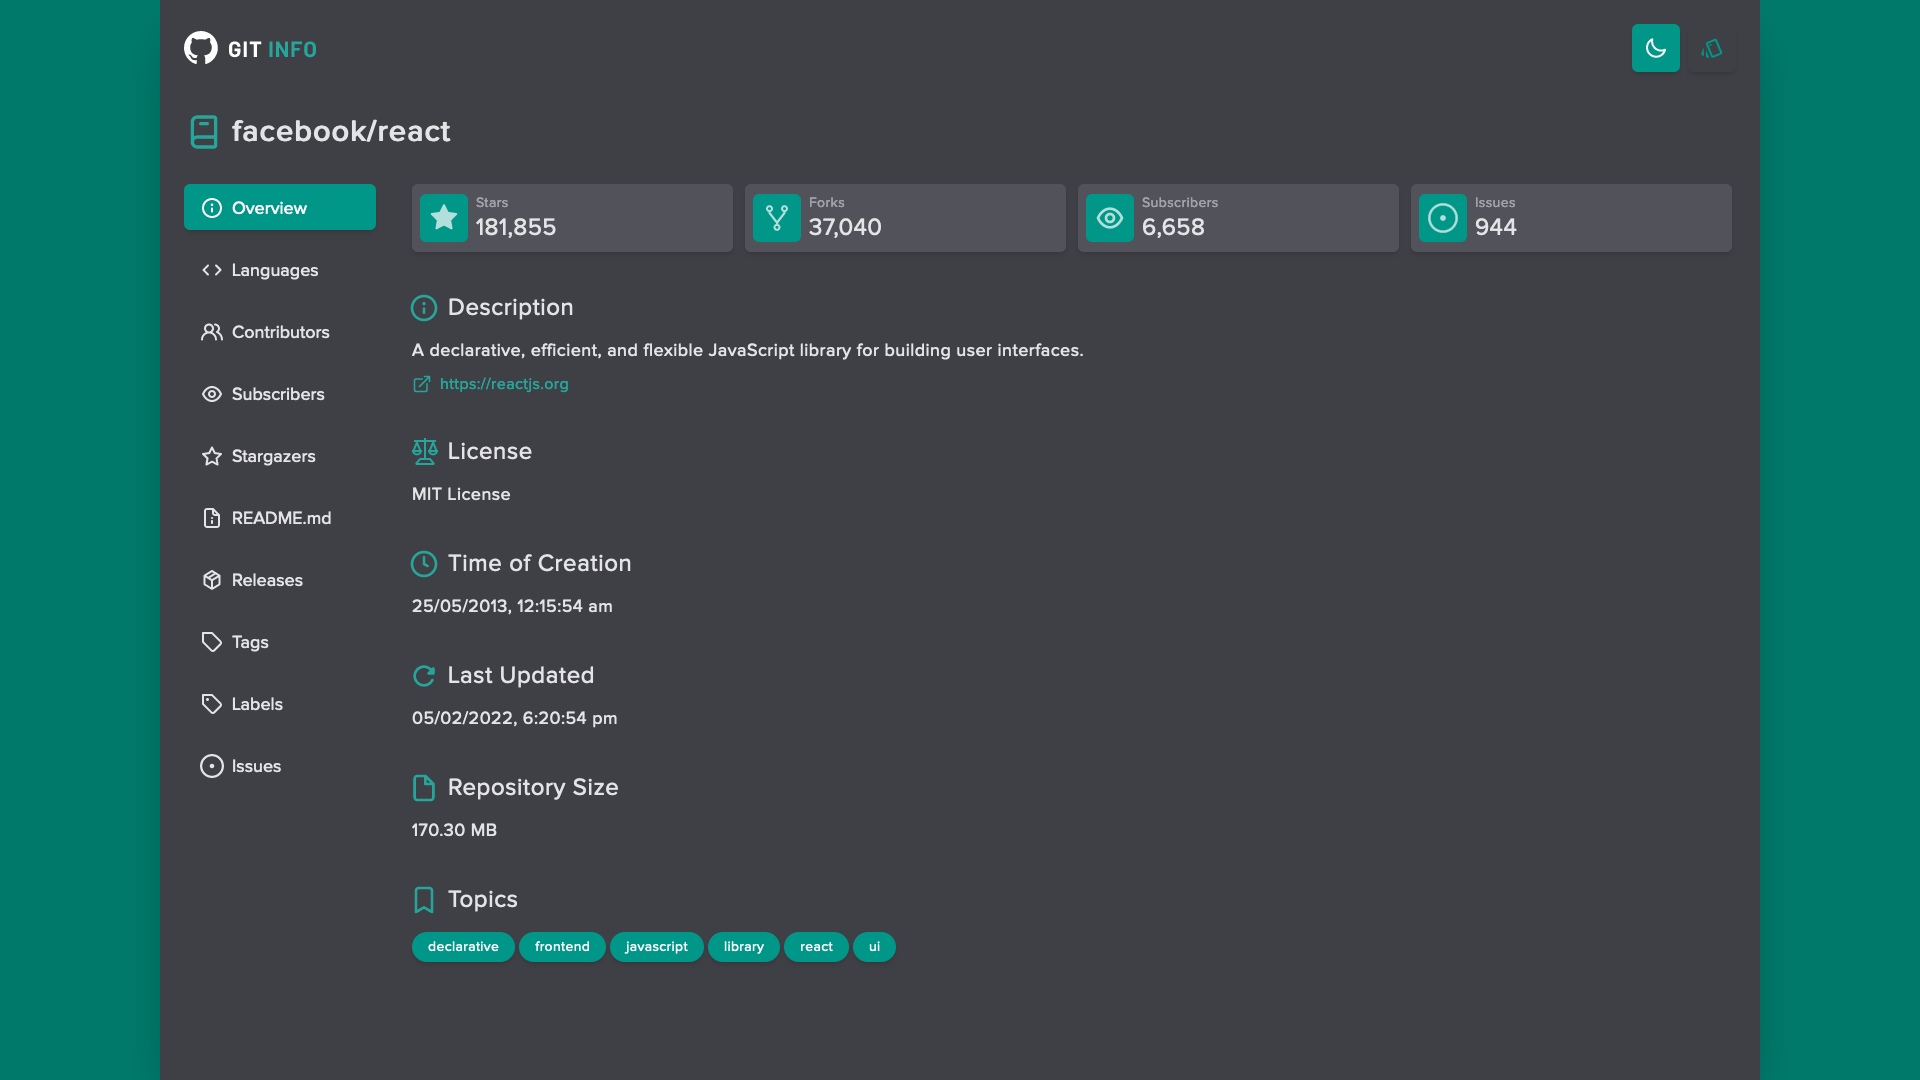 GIT INFO
facebook/react
Overview
Languages
Contributors
Subscribers
Stargazers
README.md
Releases
Tags
Labels
Issues
Stars
181,855
Forks
37,040
Subscribers
6,658
Issues
944
Description
A declarative, efficient, and flexible JavaScript library for building user interfaces.
https://reactjs.org
License
MIT License
Time of Creation
25/05/2013, 12:15:54 am
Last Updated
05/02/2022, 6:20:54 pm
Repository Size
170.30 MB
Topics
declarative frontend javascript library react ui